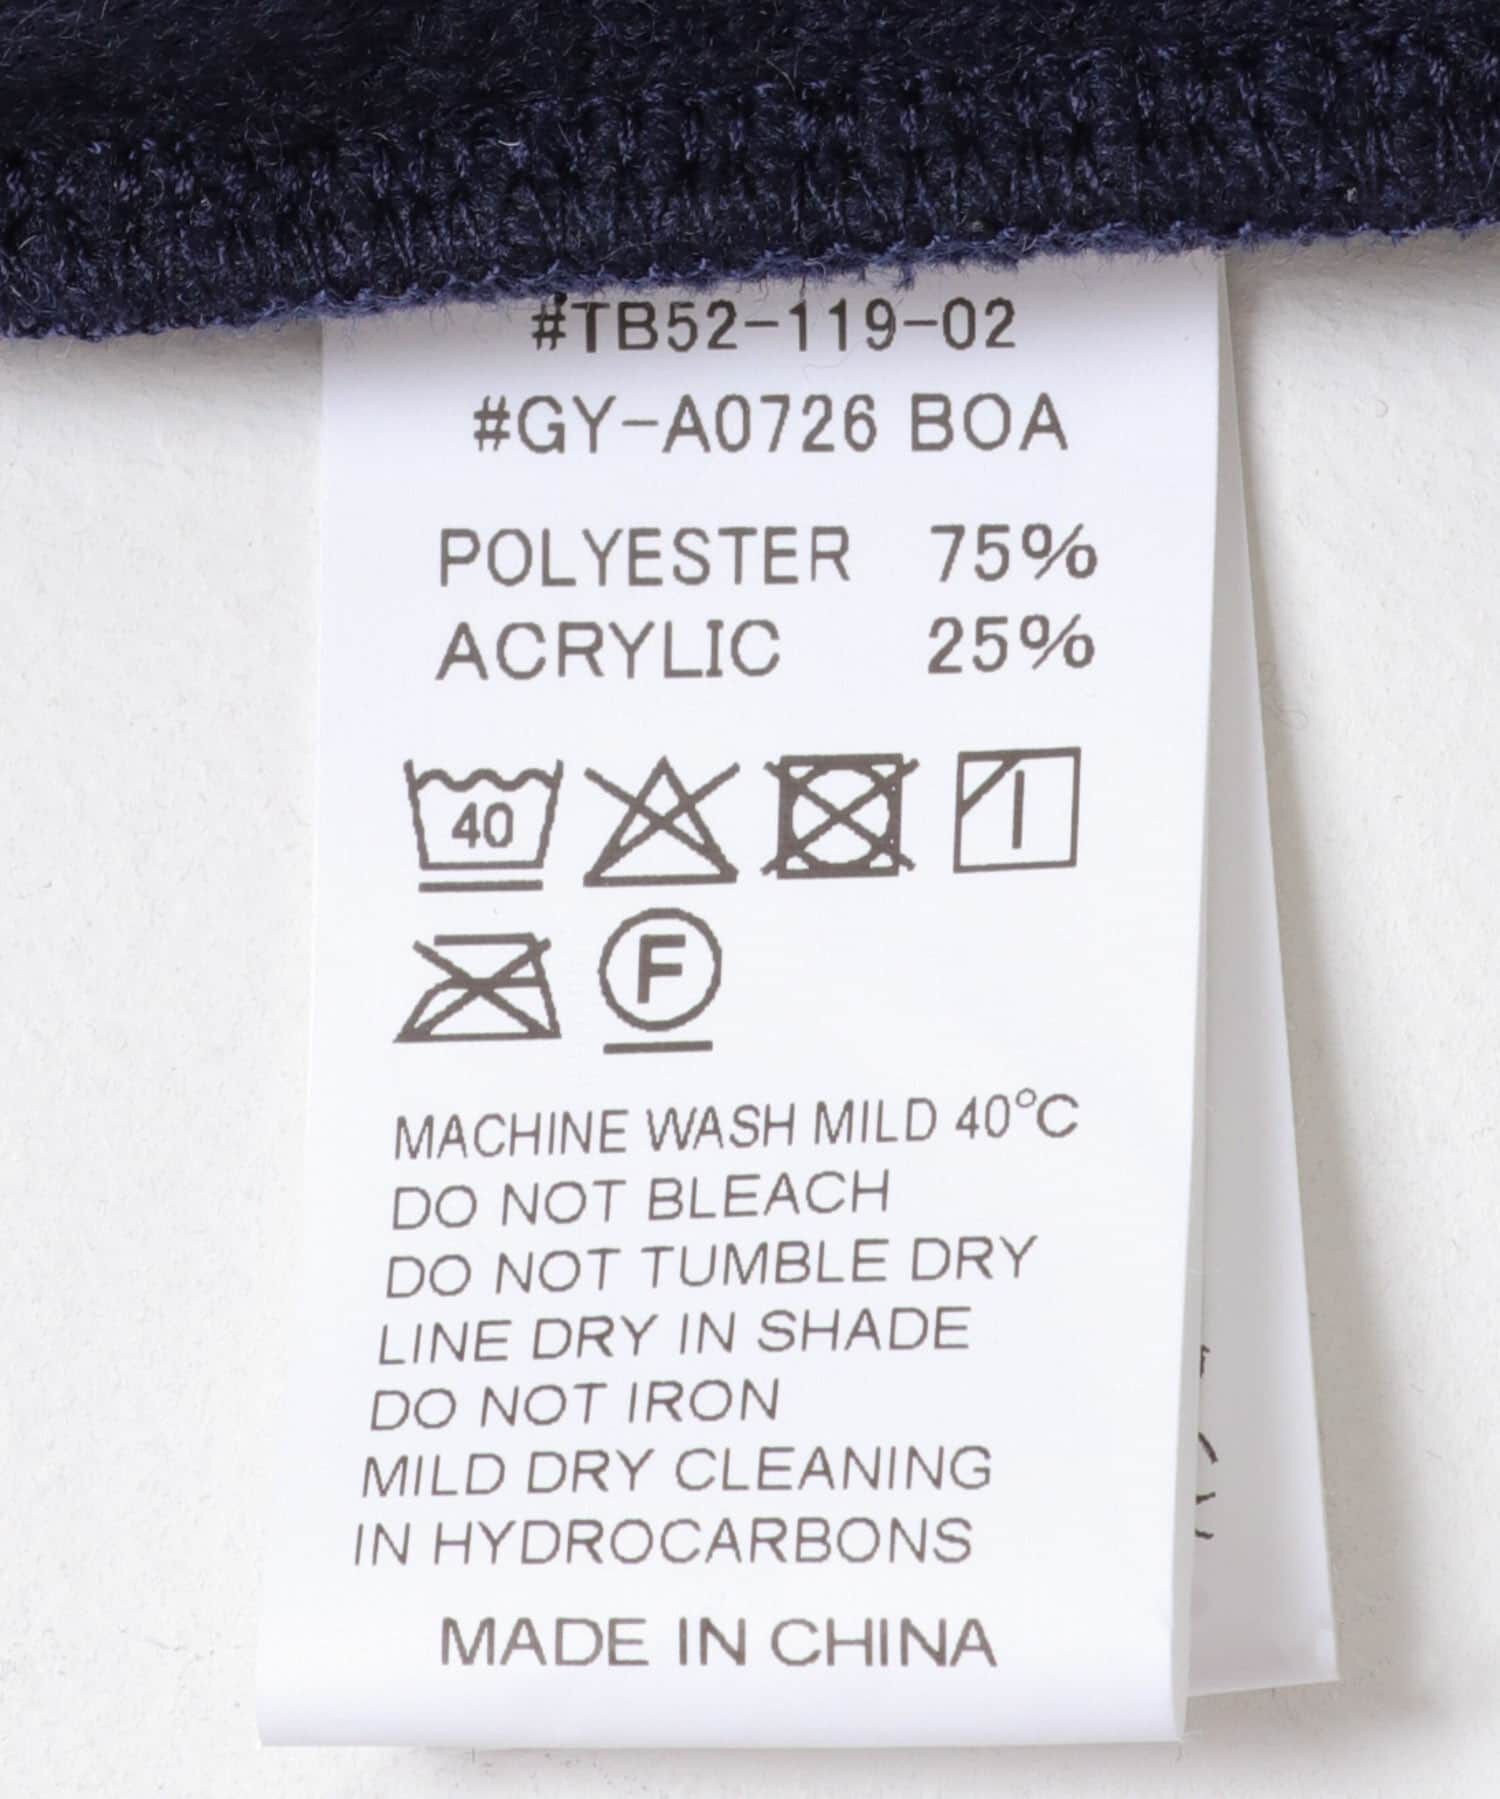 #TB52-119-02
#GY-A0726 BOA
POLYESTER 75%
ACRYLIC 25%
40
F
MACHINE WASH MILD 40°C
DO NOT BLEACH
DO NOT TUMBLE DRY
LINE DRY IN SHADE
DO NOT IRON
MILD DRY CLEANING
IN HYDROCARBONS
MADE IN CHINA